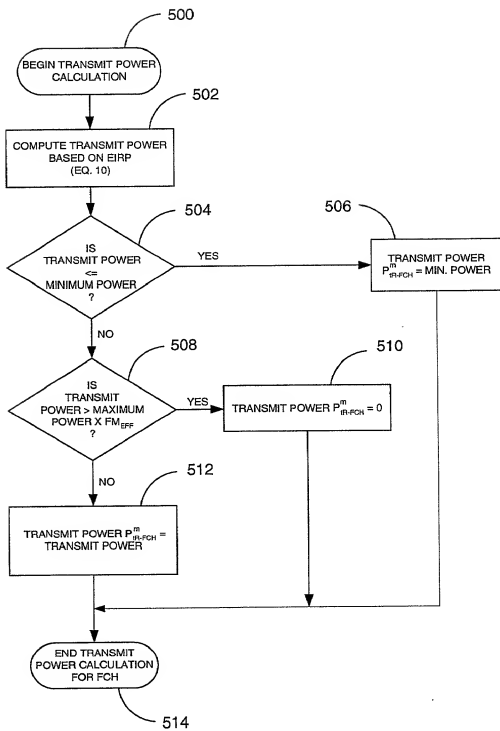 500
BEGIN TRANSMIT POWER
CALCULATION
502
COMPUTE TRANSMIT POWER
BASED ON EIRP
(EQ. 10)
504
IS
TRANSMIT POWER
<=
MINIMUM POWER
?
YES
506
TRANSMIT POWER
P^m_tR-FCH = MIN. POWER
NO
508
IS
TRANSMIT
POWER > MAXIMUM
POWER X FM_EFF
?
YES
510
TRANSMIT POWER P^m_tR-FCH = 0
NO
512
TRANSMIT POWER P^m_tR-FCH =
TRANSMIT POWER
END TRANSMIT
POWER CALCULATION
FOR FCH
514